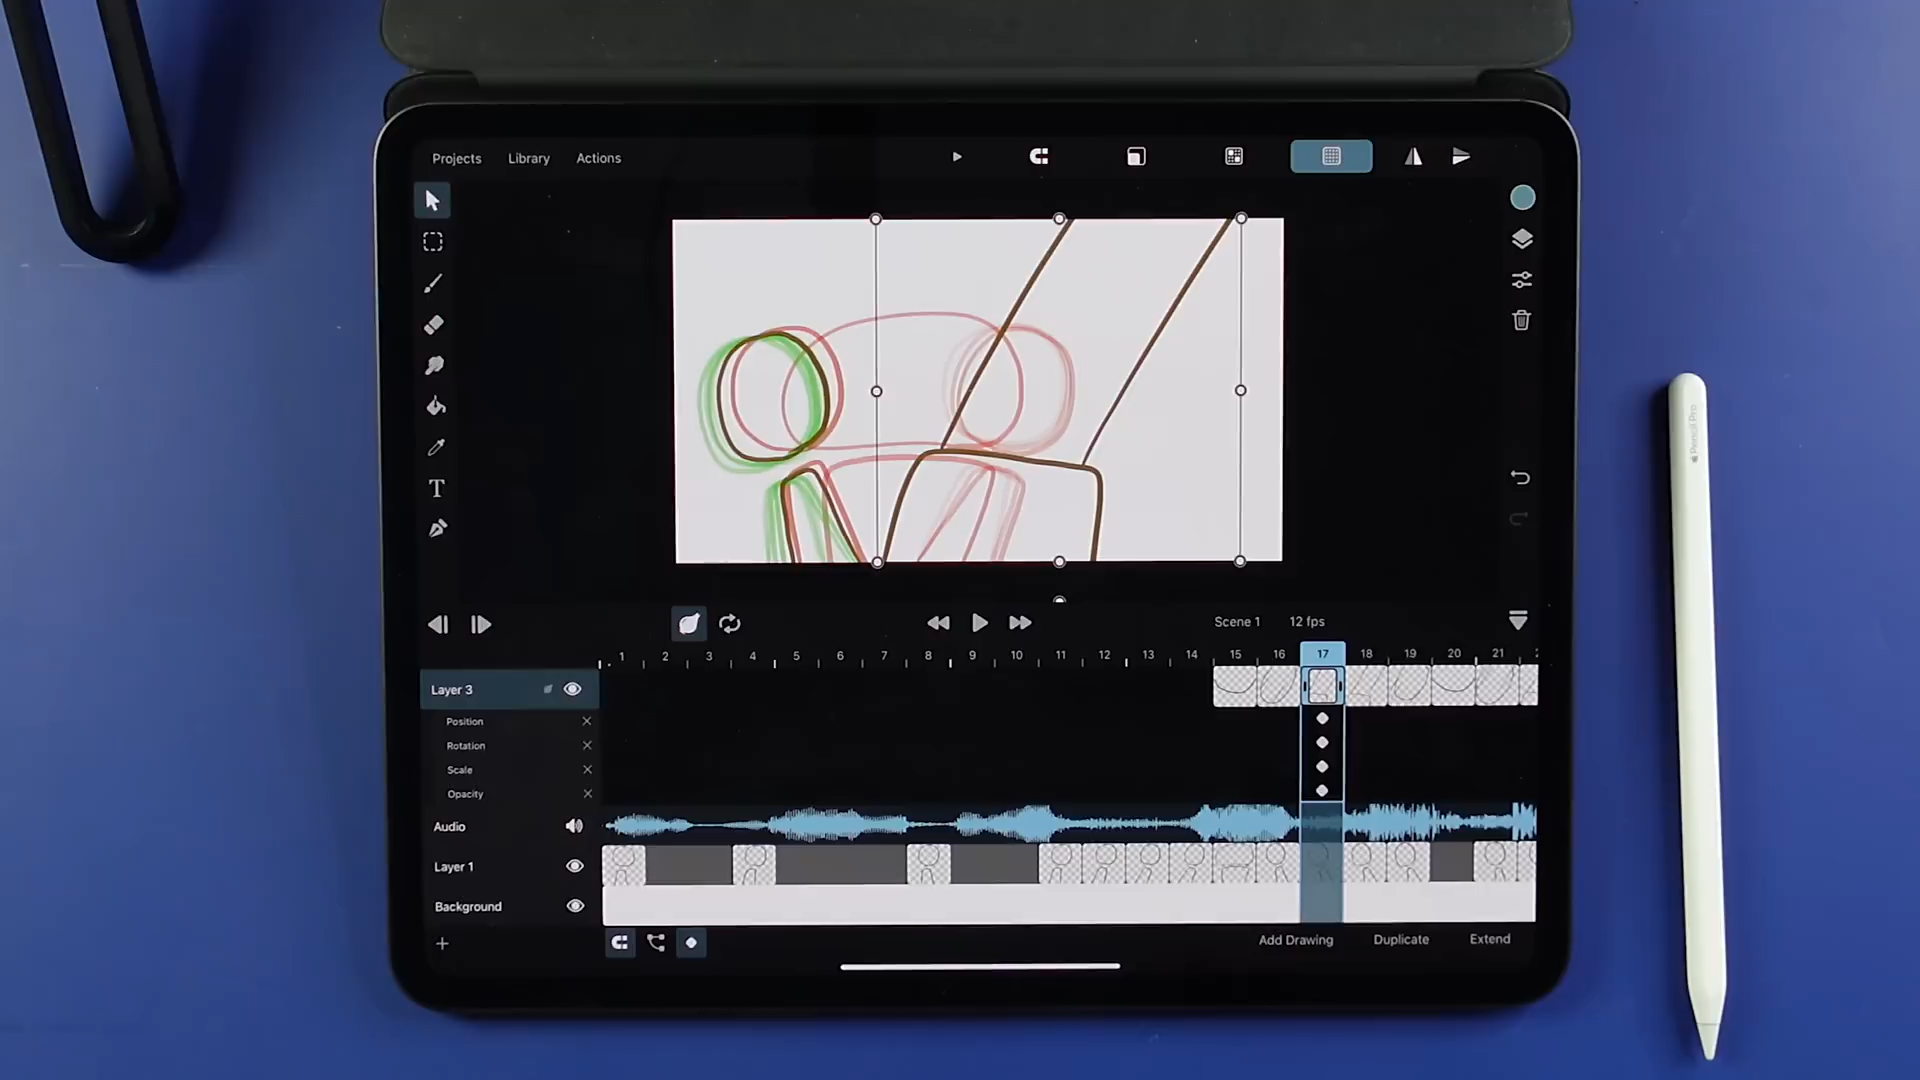 Projects Library Actions
T
Scene 1 12 fps
1 2 3 4 5 6 7 8 9 10 11 12 13 14 15 16 17 18 19 20 21
Layer 3
Position
Rotation
Scale
Opacity
Audio
Layer 1
Background
Add Drawing Duplicate Extend
Pencil Pro